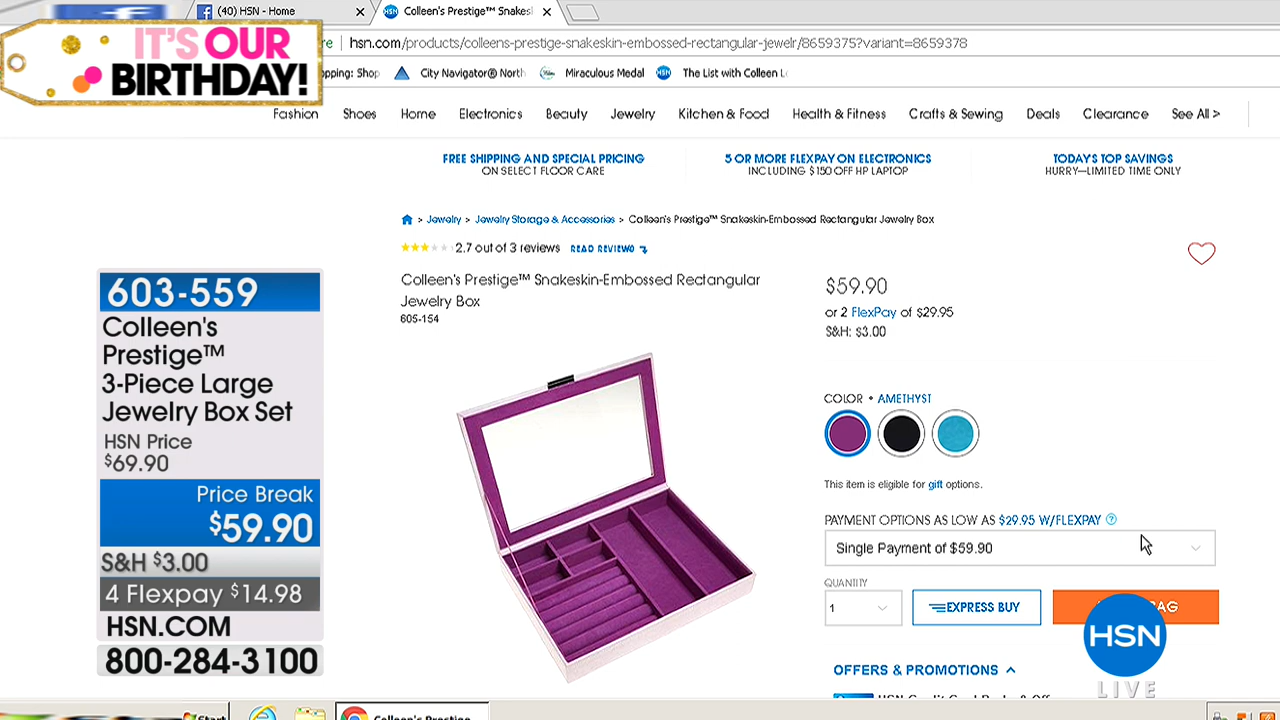 (40) HSN - Home
HSN
Colleen's Prestige™ Snakesl
IT'S OUR
BIRTHDAY!
hsn.com/products/colleens-prestige-snakeskin-embossed-rectangular-jewelr/8659375?variant=8659378
City Navigator® North
Miraculous Medal
HSN
The List with Colleen L
Fashion
Shoes
Home
Electronics
Beauty
Jewelry
Kitchen & Food
Health & Fitness
Crafts & Sewing
Deals
Clearance
See All >
FREE SHIPPING AND SPECIAL PRICING
ON SELECT FLOOR CARE
5 OR MORE FLEXPAY ON ELECTRONICS
INCLUDING $150 OFF HP LAPTOP
TODAY'S TOP SAVINGS
HURRY—LIMITED TIME ONLY
> Jewelry > Jewelry Storage & Accessories > Colleen's Prestige™ Snakeskin-Embossed Rectangular Jewelry Box
2.7 out of 3 reviews READ REVIEWS
Colleen's Prestige™ Snakeskin-Embossed Rectangular
Jewelry Box
605-154
$59.90
or 2 FlexPay of $29.95
S&H: $3.00
COLOR • AMETHYST
This item is eligible for gift options.
PAYMENT OPTIONS AS LOW AS $29.95 W/FLEXPAY ?
Single Payment of $59.90
QUANTITY
1
EXPRESS BUY
BAG
OFFERS & PROMOTIONS
603-559
Colleen's
Prestige™
3-Piece Large
Jewelry Box Set
HSN Price
$69.90
Price Break
$59.90
S&H $3.00
4 Flexpay $14.98
HSN.COM
800-284-3100
HSN
LIVE
Start
Colleen's Prestige